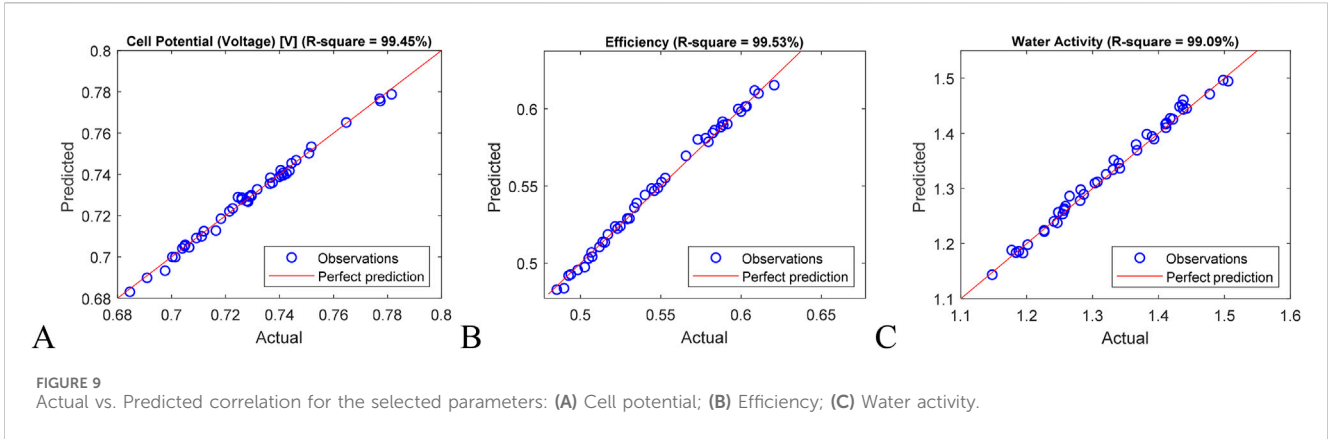 Cell Potential (Voltage) [V] (R-square = 99.45%)
0.8
0.78
0.76
0.74
0.72
0.7
0.68
Predicted
Observations
Perfect prediction
0.68 0.7 0.72 0.74 0.76 0.78 0.8
Actual
A
Efficiency (R-square = 99.53%)
0.6
0.55
0.5
Predicted
Observations
Perfect prediction
0.5 0.55 0.6 0.65
Actual
B
Water Activity (R-square = 99.09%)
1.5
1.4
1.3
1.2
1.1
Predicted
Observations
Perfect prediction
1.1 1.2 1.3 1.4 1.5 1.6
Actual
C
FIGURE 9
Actual vs. Predicted correlation for the selected parameters: (A) Cell potential; (B) Efficiency; (C) Water activity.